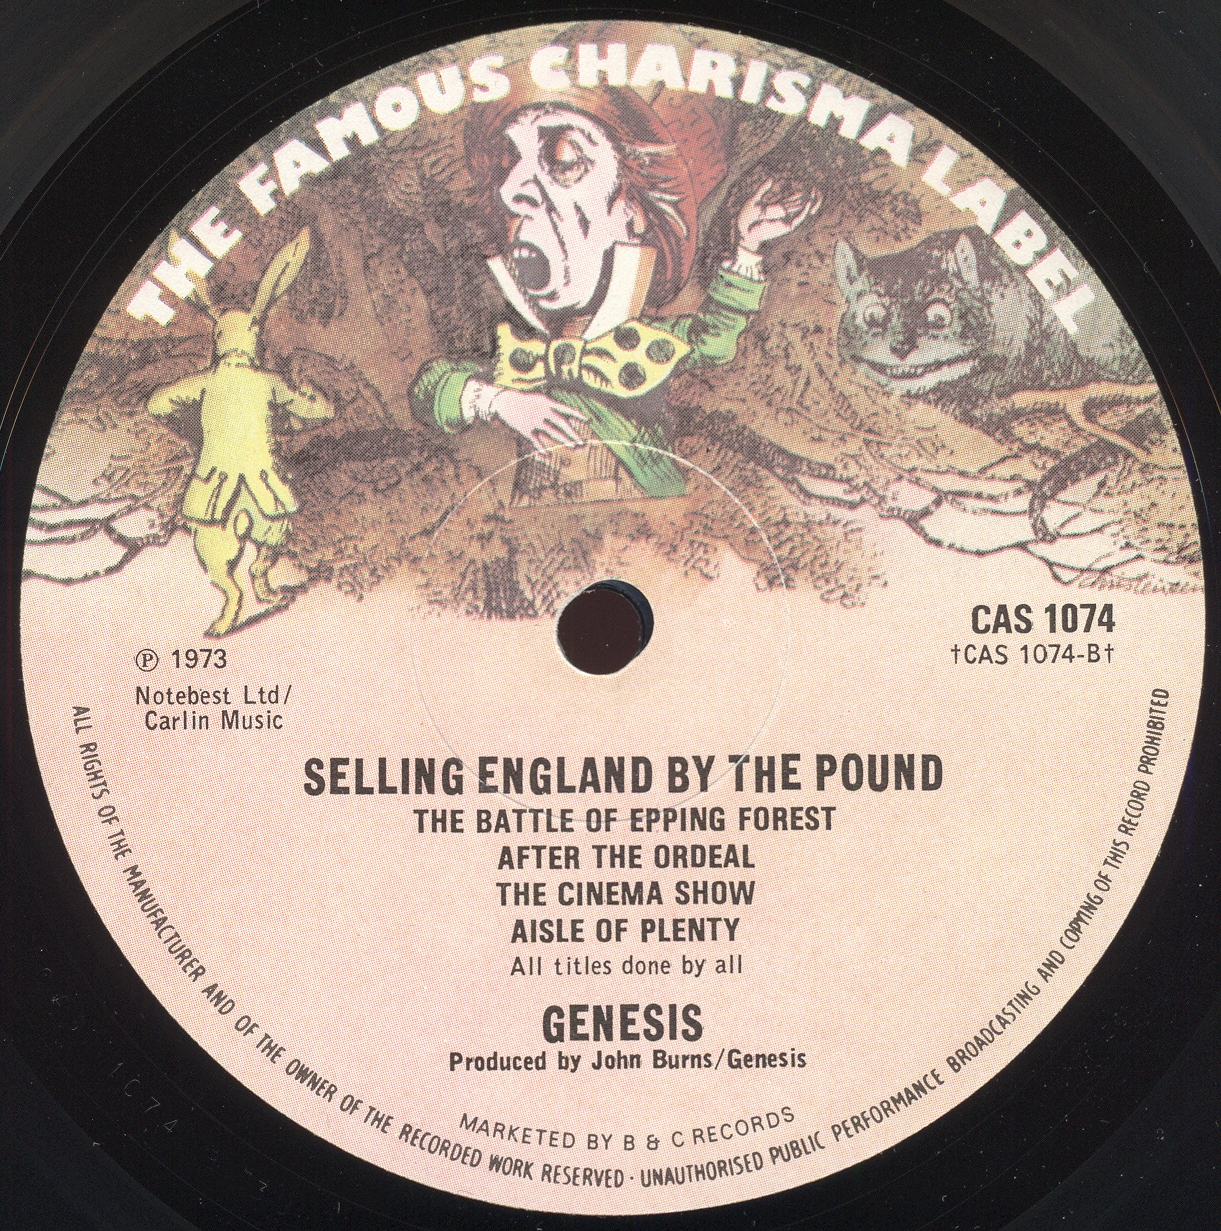 THE FAMOUS CHARISMA LABEL
CAS 1074
†CAS 1074-B†
℗ 1973
Notebest Ltd/
Carlin Music
SELLING ENGLAND BY THE POUND
THE BATTLE OF EPPING FOREST
AFTER THE ORDEAL
THE CINEMA SHOW
AISLE OF PLENTY
All titles done by all
GENESIS
Produced by John Burns/Genesis
MARKETED BY B & C RECORDS
ALL RIGHTS OF THE MANUFACTURER AND OF THE OWNER OF THE RECORDED WORK RESERVED · UNAUTHORISED PUBLIC PERFORMANCE BROADCASTING AND COPYING OF THIS RECORD PROHIBITED